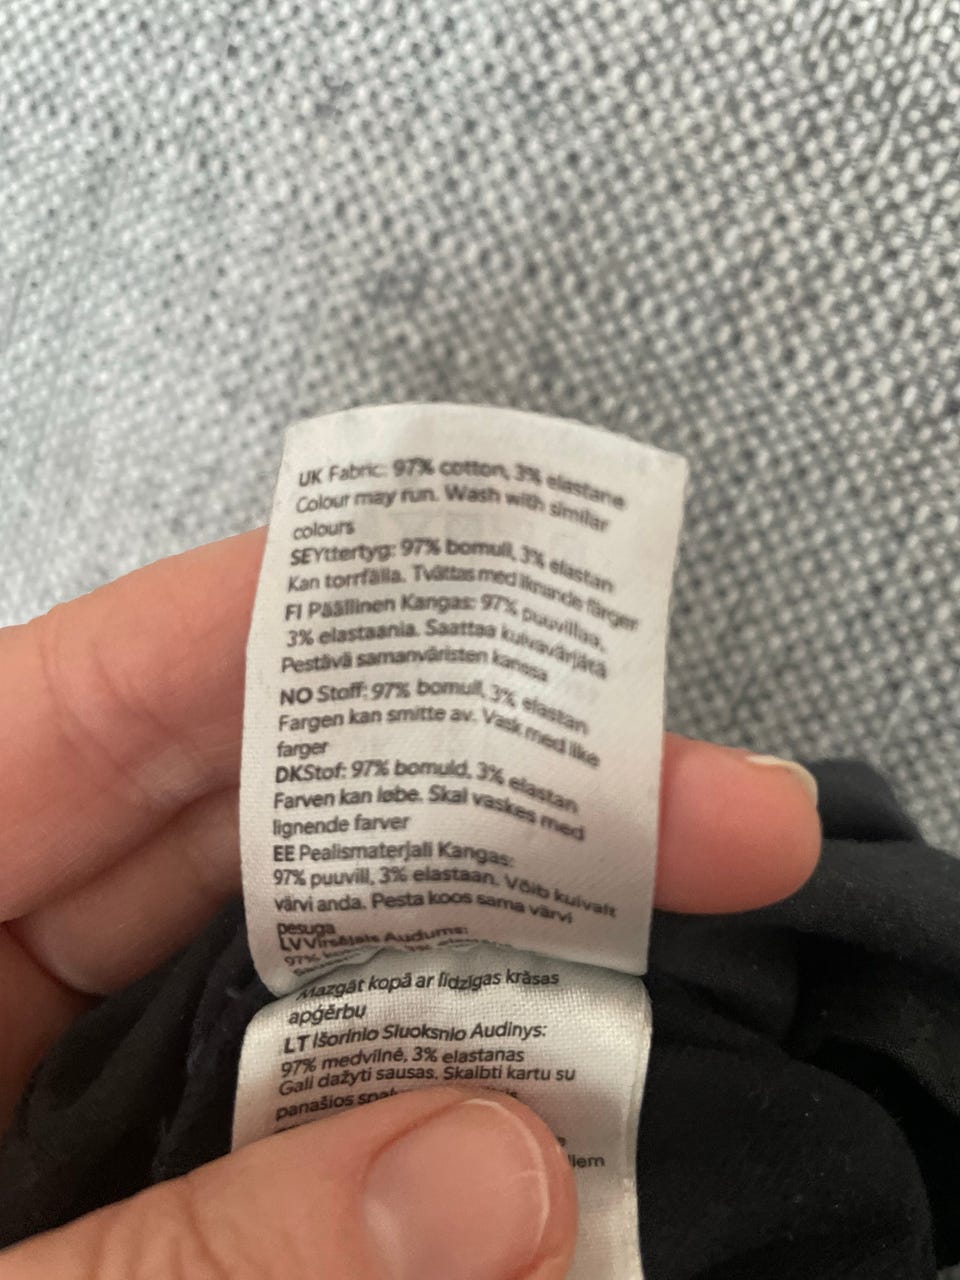 UK Fabric: 97% cotton, 3% elastane
Colour may run. Wash with similar
colours
SEYttertyg: 97% bomull, 3% elastan
Kan torrfälla. Tvättas med liknande färger
FI Päällinen Kangas: 97% puuvillaa,
3% elastaania. Saattaa kuivavärjätä
Pestävä samanväristen kanssa
NO Stoff: 97% bomull, 3% elastan
Fargen kan smitte av. Vask med like
farger
DKStof: 97% bomuld, 3% elastan
Farven kan løbe. Skal vaskes med
lignende farver
EE Pealismaterjali Kangas:
97% puuvill, 3% elastaan. Võib kuivalt
värvi anda. Pesta koos sama värvi
pesuga
LVVirsējais Audums:
97%
Mazgāt kopā ar līdzīgas krāsas
apģērbu
LT Išorinio Sluoksnio Audinys:
97% medvilnė, 3% elastanas
Gali dažyti sausas. Skalbti kartu su
panašios